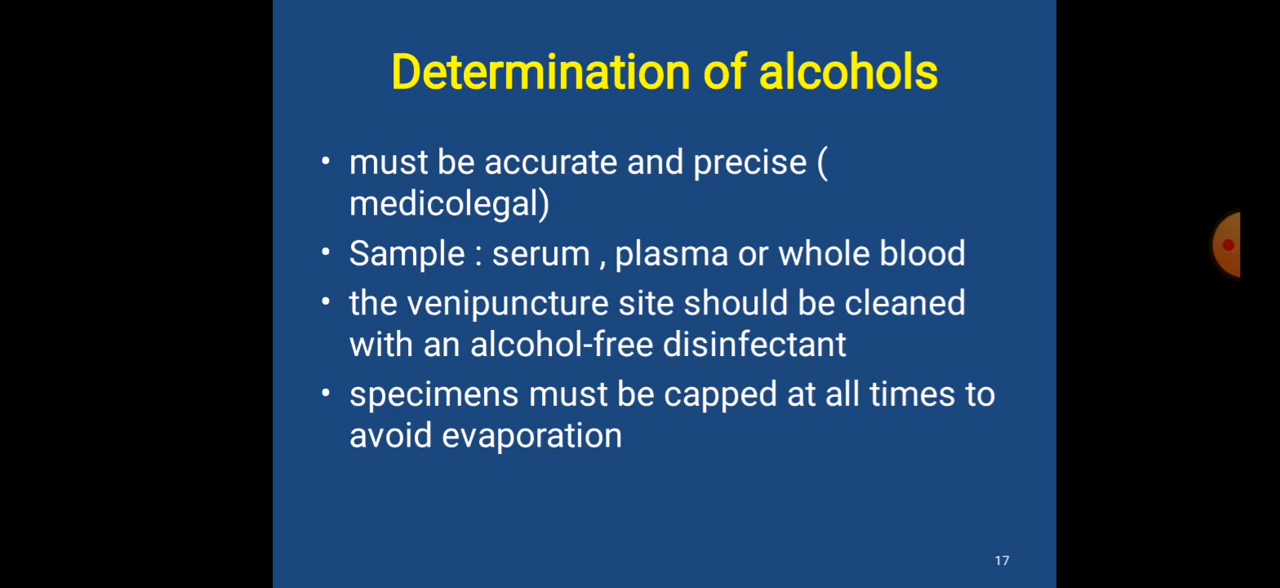 Determination of alcohols
• must be accurate and precise (
medicolegal)
• Sample : serum , plasma or whole blood
• the venipuncture site should be cleaned
with an alcohol-free disinfectant
• specimens must be capped at all times to
avoid evaporation
17